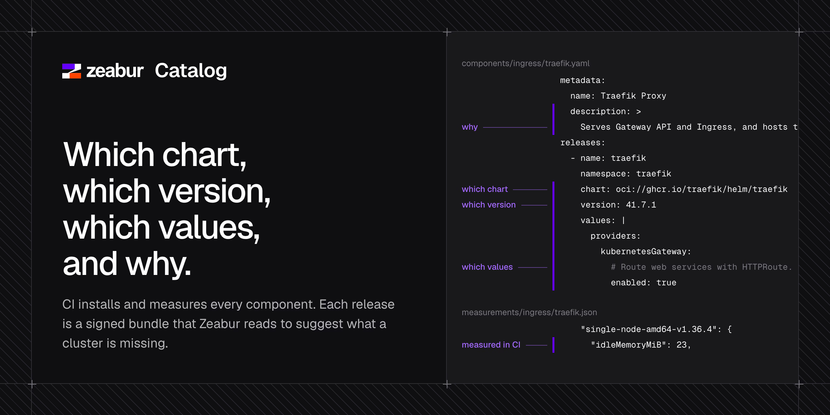 zeabur Catalog
Which chart,
which version,
which values,
and why.
CI installs and measures every component. Each release
is a signed bundle that Zeabur reads to suggest what a
cluster is missing.
components/ingress/traefik.yaml
metadata:
name: Traefik Proxy
description: >
why
Serves Gateway API and Ingress, and hosts t
releases:
- name: traefik
namespace: traefik
which chart
chart: oci://ghcr.io/traefik/helm/traefik
which version
version: 41.7.1
values: |
providers:
kubernetesGateway:
which values
# Route web services with HTTPRoute.
enabled: true
measurements/ingress/traefik.json
"single-node-amd64-v1.36.4": {
measured in CI
"idleMemoryMiB": 23,